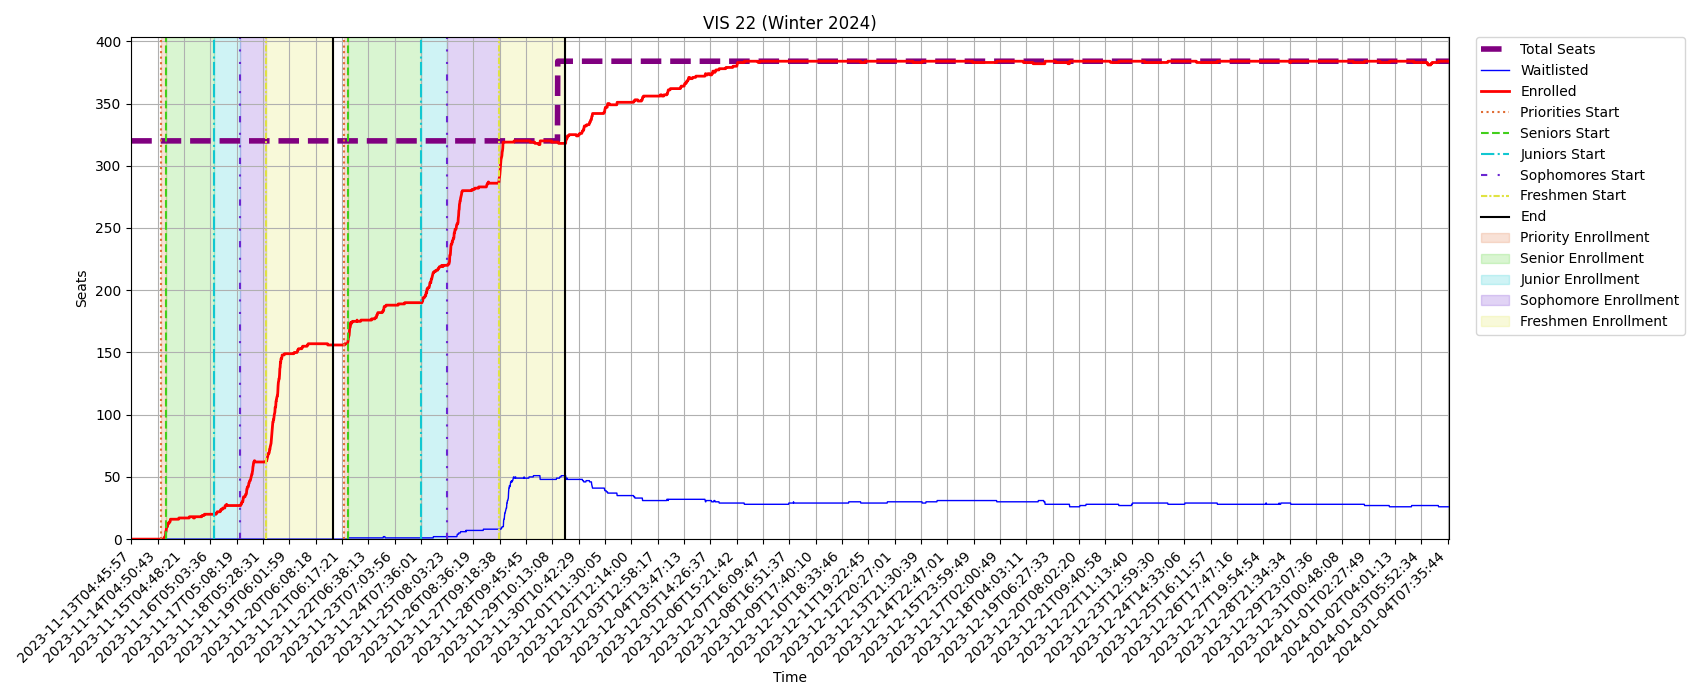 VIS 22 (Winter 2024)
400
350
300
250
200
150
100
50
0
Seats
2023-11-13T04:45:57
2023-11-14T04:50:43
2023-11-15T04:48:21
2023-11-16T05:03:36
2023-11-17T05:08:19
2023-11-18T05:28:31
2023-11-19T06:01:59
2023-11-20T06:08:18
2023-11-21T06:17:21
2023-11-22T06:38:13
2023-11-23T07:03:56
2023-11-24T07:36:01
2023-11-25T08:03:23
2023-11-26T08:36:19
2023-11-27T09:18:38
2023-11-28T09:45:45
2023-11-29T10:13:08
2023-11-30T10:42:29
2023-12-01T11:30:05
2023-12-02T12:14:00
2023-12-03T12:58:17
2023-12-04T13:47:13
2023-12-05T14:26:37
2023-12-06T15:21:42
2023-12-07T16:09:47
2023-12-08T16:51:37
2023-12-09T17:40:10
2023-12-10T18:33:46
2023-12-11T19:22:45
2023-12-12T20:27:01
2023-12-13T21:30:39
2023-12-14T22:47:01
2023-12-15T23:59:49
2023-12-17T02:00:49
2023-12-18T04:03:11
2023-12-19T06:27:33
2023-12-20T08:02:20
2023-12-21T09:40:58
2023-12-22T11:13:40
2023-12-23T12:59:30
2023-12-24T14:33:06
2023-12-25T16:11:57
2023-12-26T17:47:16
2023-12-27T19:54:54
2023-12-28T21:34:34
2023-12-29T23:07:36
2023-12-31T00:48:08
2024-01-01T02:27:49
2024-01-02T04:01:13
2024-01-03T05:52:34
2024-01-04T07:35:44
Time
Total Seats
Waitlisted
Enrolled
Priorities Start
Seniors Start
Juniors Start
Sophomores Start
Freshmen Start
End
Priority Enrollment
Senior Enrollment
Junior Enrollment
Sophomore Enrollment
Freshmen Enrollment